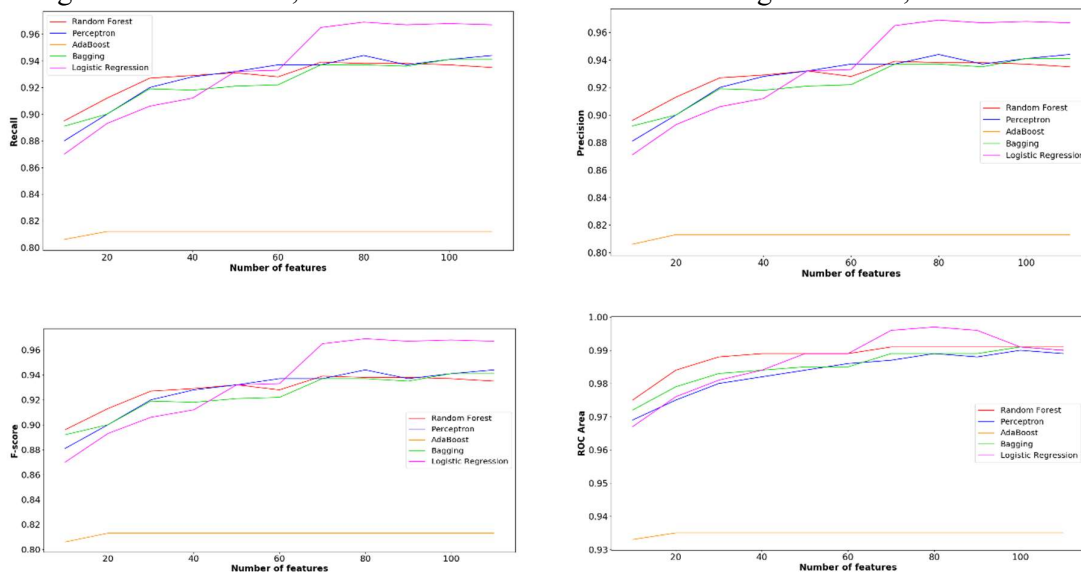 Random Forest
Perceptron
AdaBoost
Bagging
Logistic Regression
0.96
0.94
0.92
0.90
0.88
0.86
0.84
0.82
0.80
Recall
20 40 60 80 100
Number of features
0.96
0.94
0.92
0.90
0.88
0.86
0.84
0.82
0.80
Precision
Random Forest
Perceptron
AdaBoost
Bagging
Logistic Regression
20 40 60 80 100
Number of features
0.96
0.94
0.92
0.90
0.88
0.86
0.84
0.82
0.80
F-score
Random Forest
Perceptron
AdaBoost
Bagging
Logistic Regression
20 40 60 80 100
Number of features
1.00
0.99
0.98
0.97
0.96
0.95
0.94
0.93
ROC Area
Random Forest
Perceptron
AdaBoost
Bagging
Logistic Regression
20 40 60 80 100
Number of features